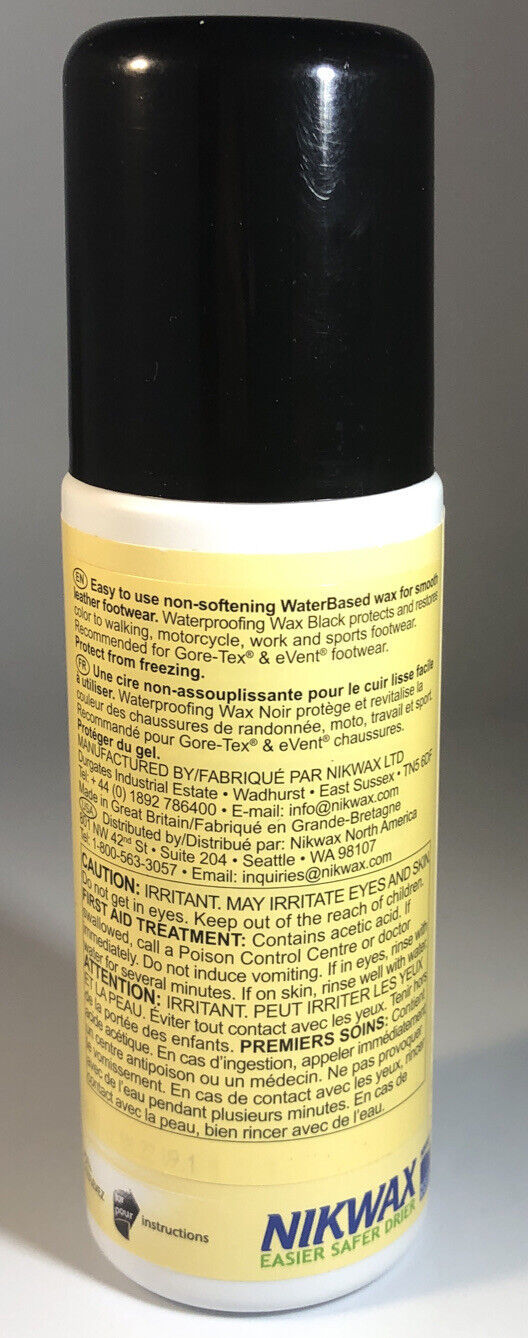 EN Easy to use non-softening WaterBased wax for smooth
leather footwear. Waterproofing Wax Black protects and restores
color to walking, motorcycle, work and sports footwear.
Recommended for Gore-Tex® & eVent® footwear.
Protect from freezing.
FR Une cire non-assouplissante pour le cuir lisse facile
à utiliser. Waterproofing Wax Noir protège et revitalise la
couleur des chaussures de randonnée, moto, travail et sport.
Recommandé pour Gore-Tex® & eVent® chaussures.
Protéger du gel.
MANUFACTURED BY/FABRIQUÉ PAR NIKWAX LTD
Durgates Industrial Estate • Wadhurst • East Sussex • TN5 6DF
Tel: + 44 (0) 1892 786400 • E-mail: info@nikwax.com
Made in Great Britain/Fabriqué en Grande-Bretagne
USA Distributed by/Distribué par: Nikwax North America
NW 42nd St • Suite 204 • Seattle • WA 98107
Tel: 1-800-563-3057 • Email: inquiries@nikwax.com
CAUTION: IRRITANT. MAY IRRITATE EYES AND SKIN.
Do not get in eyes. Keep out of the reach of children.
FIRST AID TREATMENT: Contains acetic acid. If
swallowed, call a Poison Control Centre or doctor
immediately. Do not induce vomiting. If in eyes, rinse with
water for several minutes. If on skin, rinse well with water.
ATTENTION: IRRITANT. PEUT IRRITER LES YEUX
ET LA PEAU. Éviter tout contact avec les yeux. Tenir hors
de la portée des enfants. PREMIERS SOINS: Contient
acide acétique. En cas d'ingestion, appeler immédiatement
un centre antipoison ou un médecin. Ne pas provoquer
le vomissement. En cas de contact avec les yeux, rincer
avec de l'eau pendant plusieurs minutes. En cas de
contact avec la peau, bien rincer avec de l'eau.
for
pour
instructions
NIKWAX
EASIER SAFER DRIER